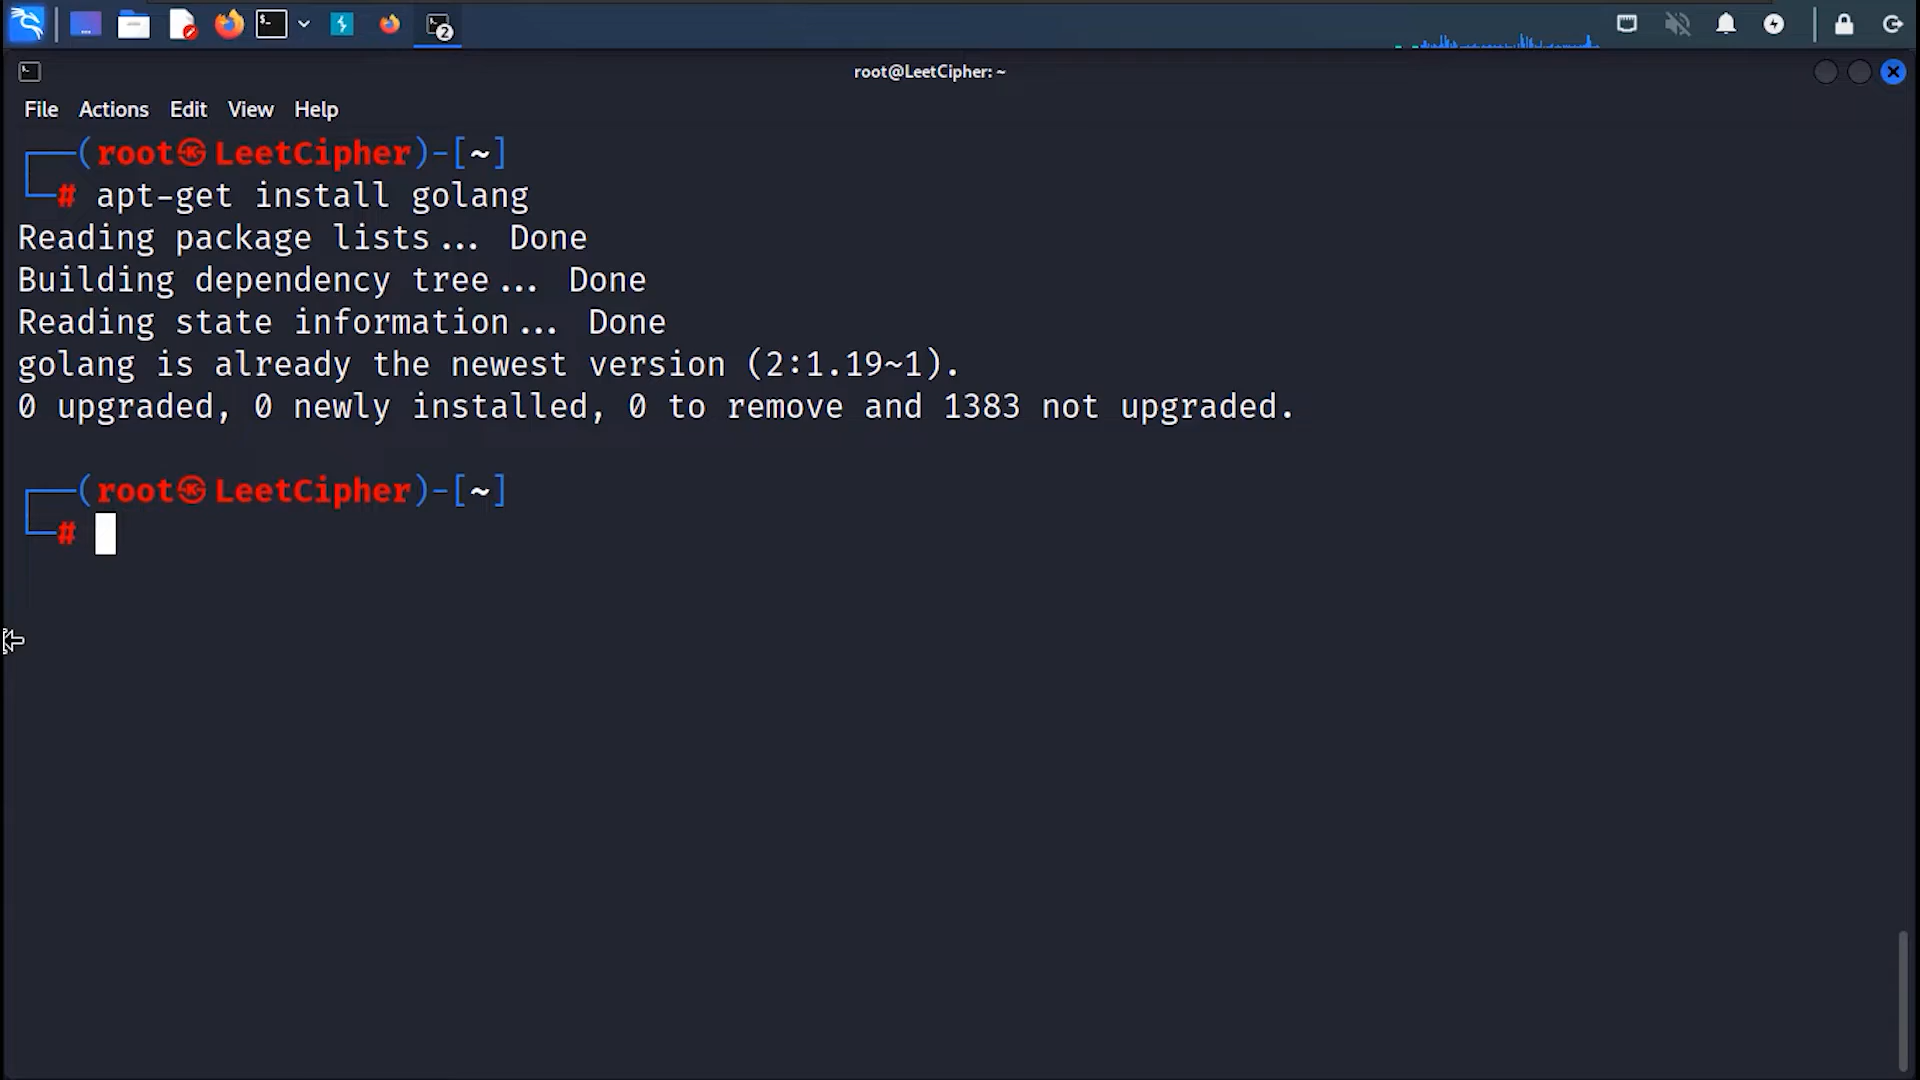 2
root@LeetCipher: ~
File Actions Edit View Help
┌──(root㉿LeetCipher)-[~]
└─# apt-get install golang
Reading package lists... Done
Building dependency tree... Done
Reading state information... Done
golang is already the newest version (2:1.19~1).
0 upgraded, 0 newly installed, 0 to remove and 1383 not upgraded.
┌──(root㉿LeetCipher)-[~]
└─#